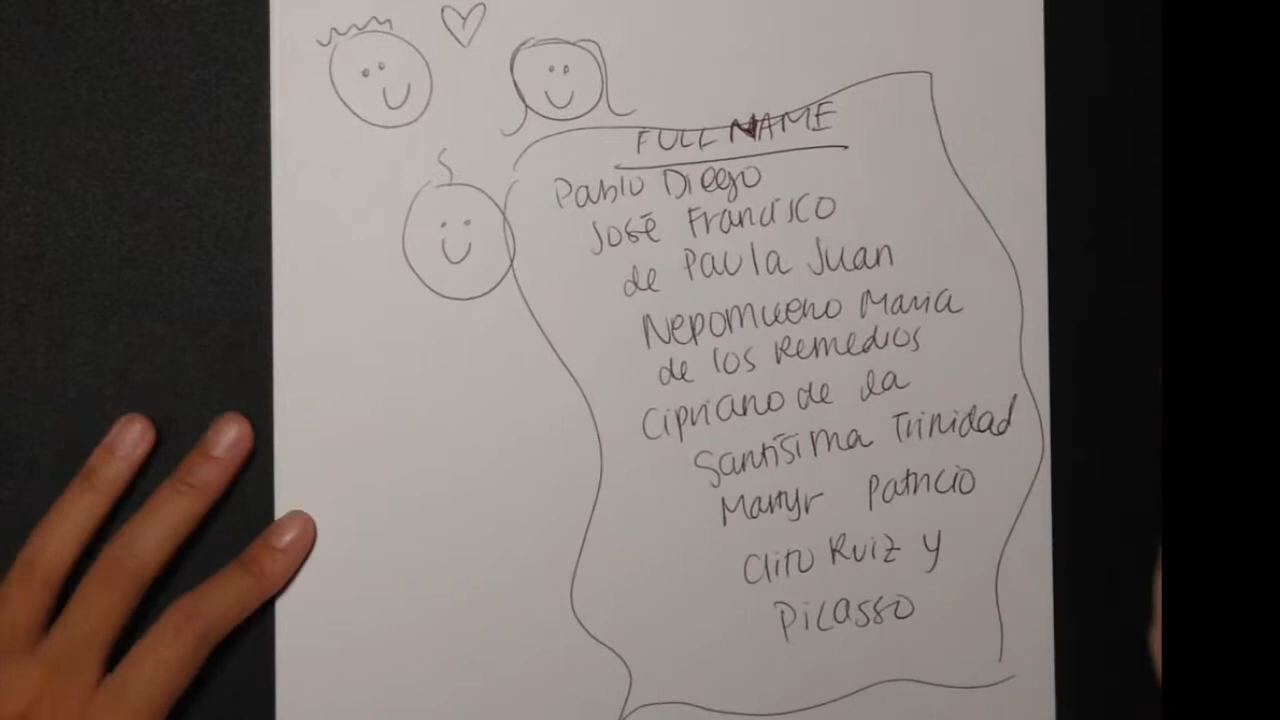 FULL NAME
Pablo Diego
José Francisco
de Paula Juan
Nepomuceno Maria
de los Remedios
Cipriano de la
Santísima Trinidad
Martyr Patricio
Clito Ruiz y
Picasso